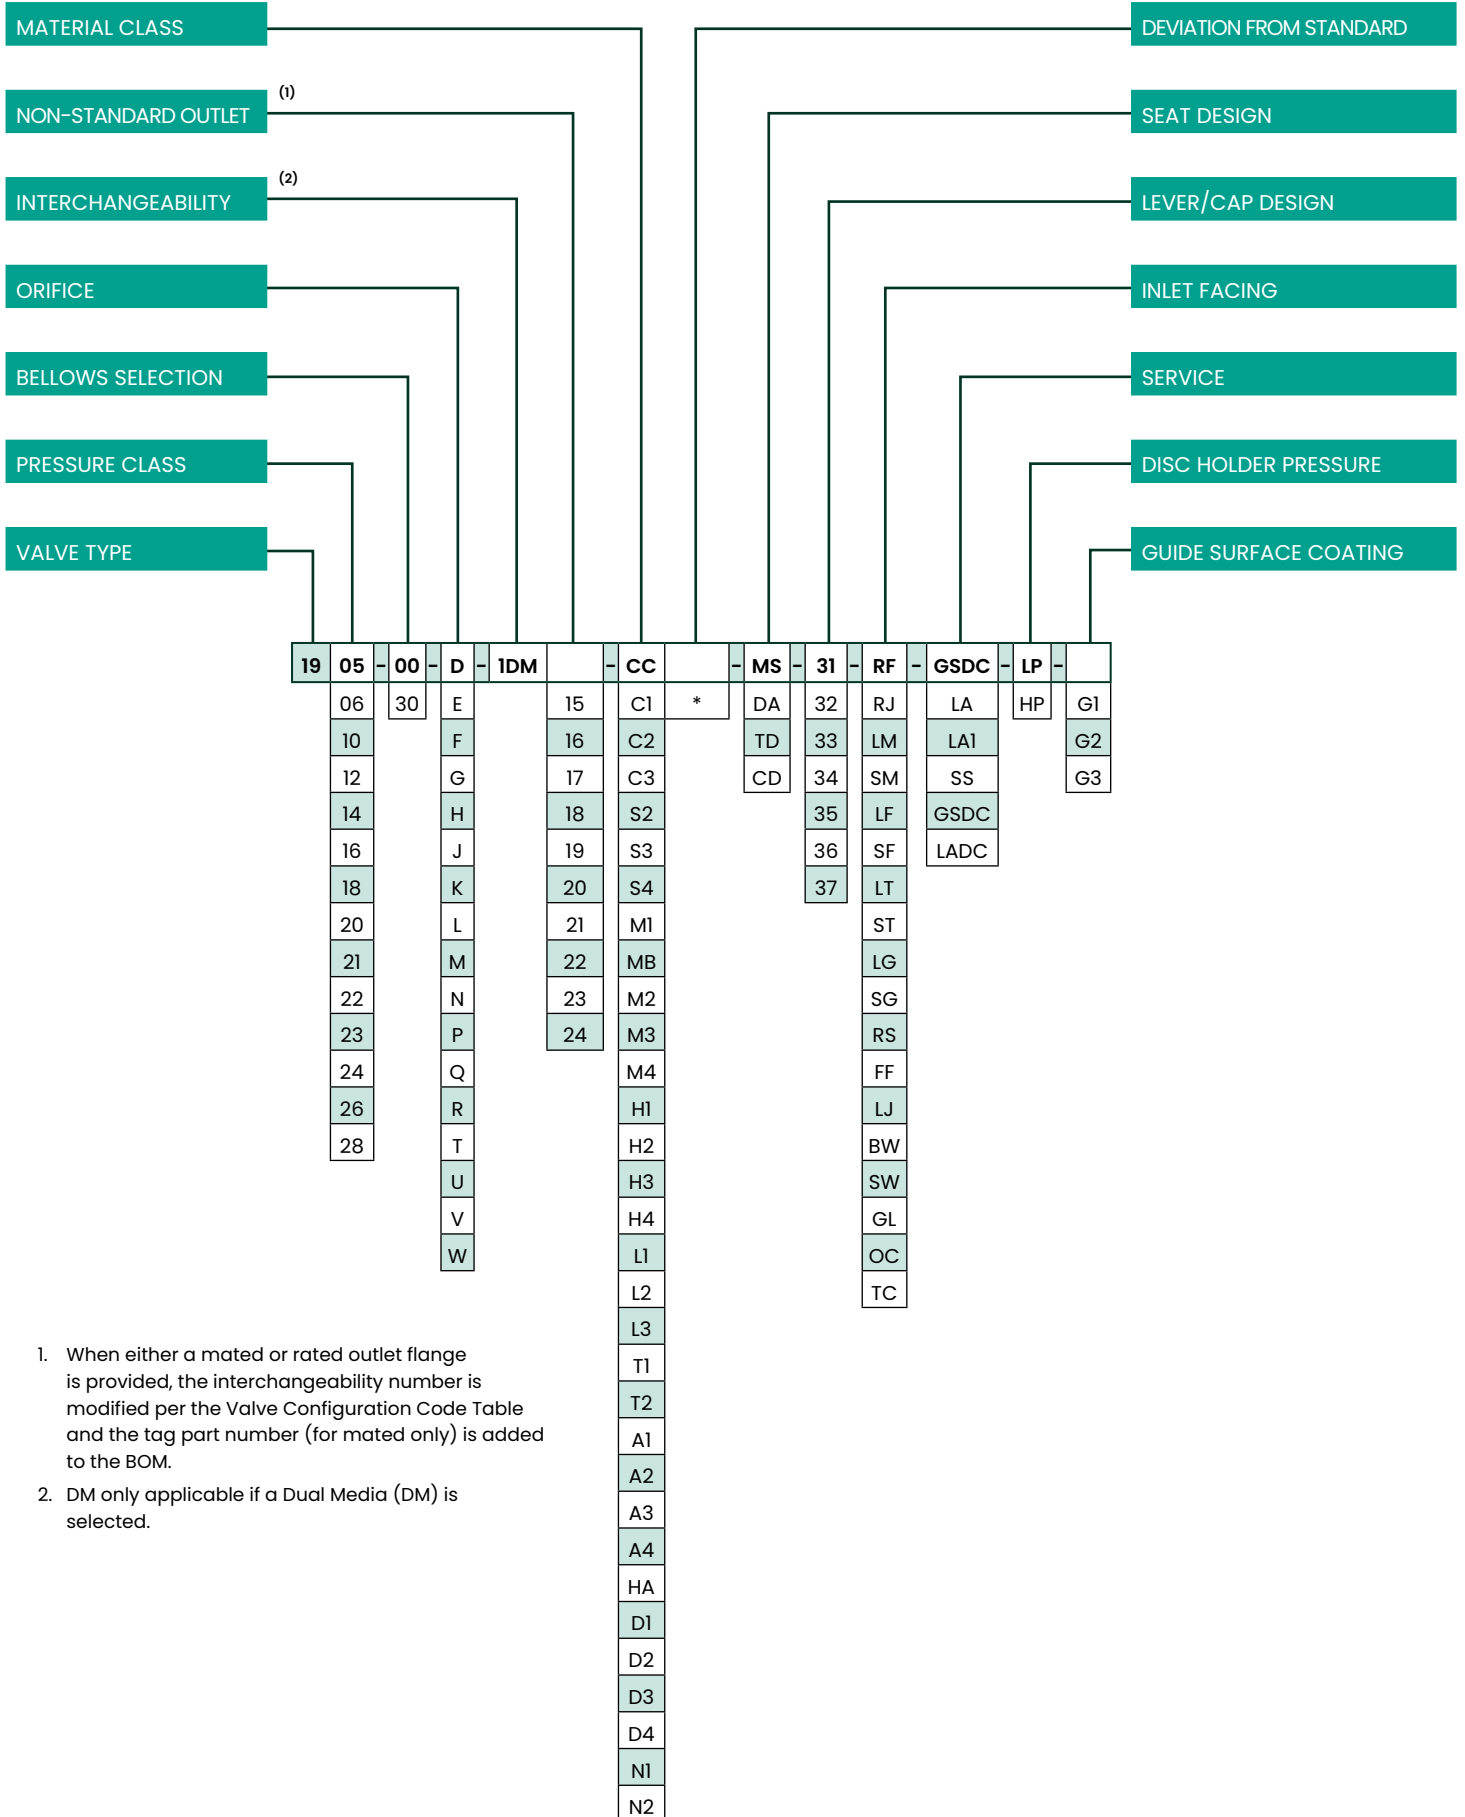 MATERIAL CLASS
DEVIATION FROM STANDARD
NON-STANDARD OUTLET (1)
SEAT DESIGN
INTERCHANGEABILITY (2)
LEVER/CAP DESIGN
ORIFICE
INLET FACING
BELLOWS SELECTION
SERVICE
PRESSURE CLASS
DISC HOLDER PRESSURE
VALVE TYPE
GUIDE SURFACE COATING
19 05 - 00 - D - 1DM - CC - MS - 31 - RF - GSDC - LP -
06 30 E 15 C1 * DA 32 RJ LA HP G1
10 F 16 C2 TD 33 LM LA1 G2
12 G 17 C3 CD 34 SM SS G3
14 H 18 S2 35 LF GSDC
16 J 19 S3 36 SF LADC
18 K 20 S4 37 LT
20 L 21 M1 ST
21 M 22 MB LG
22 N 23 M2 SG
23 P 24 M3 RS
24 Q M4 FF
26 R H1 LJ
28 T H2 BW
U H3 SW
V H4 GL
W L1 OC
L2 TC
L3
T1
T2
A1
A2
A3
A4
HA
D1
D2
D3
D4
N1
N2
1. When either a mated or rated outlet flange
is provided, the interchangeability number is
modified per the Valve Configuration Code Table
and the tag part number (for mated only) is added
to the BOM.
2. DM only applicable if a Dual Media (DM) is
selected.